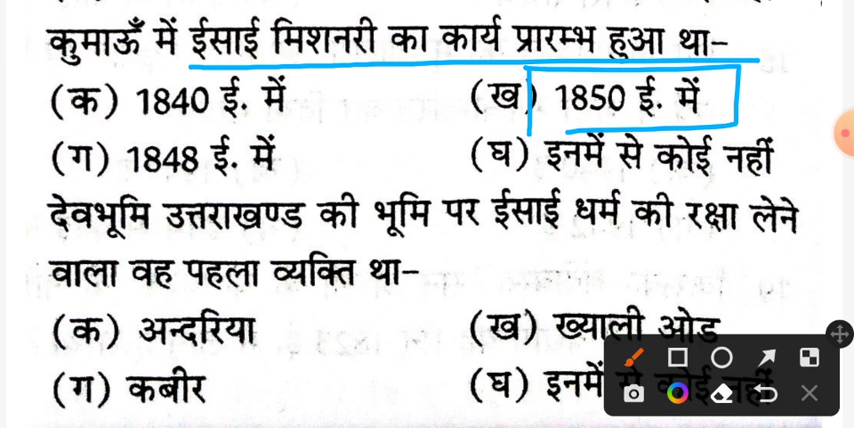 कुमाऊँ में ईसाई मिशनरी का कार्य प्रारम्भ हुआ था-
(क) 1840 ई. में (ख) 1850 ई. में
(ग) 1848 ई. में (घ) इनमें से कोई नहीं
देवभूमि उत्तराखण्ड की भूमि पर ईसाई धर्म की रक्षा लेने
वाला वह पहला व्यक्ति था-
(क) अन्दरिया (ख) ख्याली ओड
(ग) कबीर (घ) इनमें से कोई नहीं